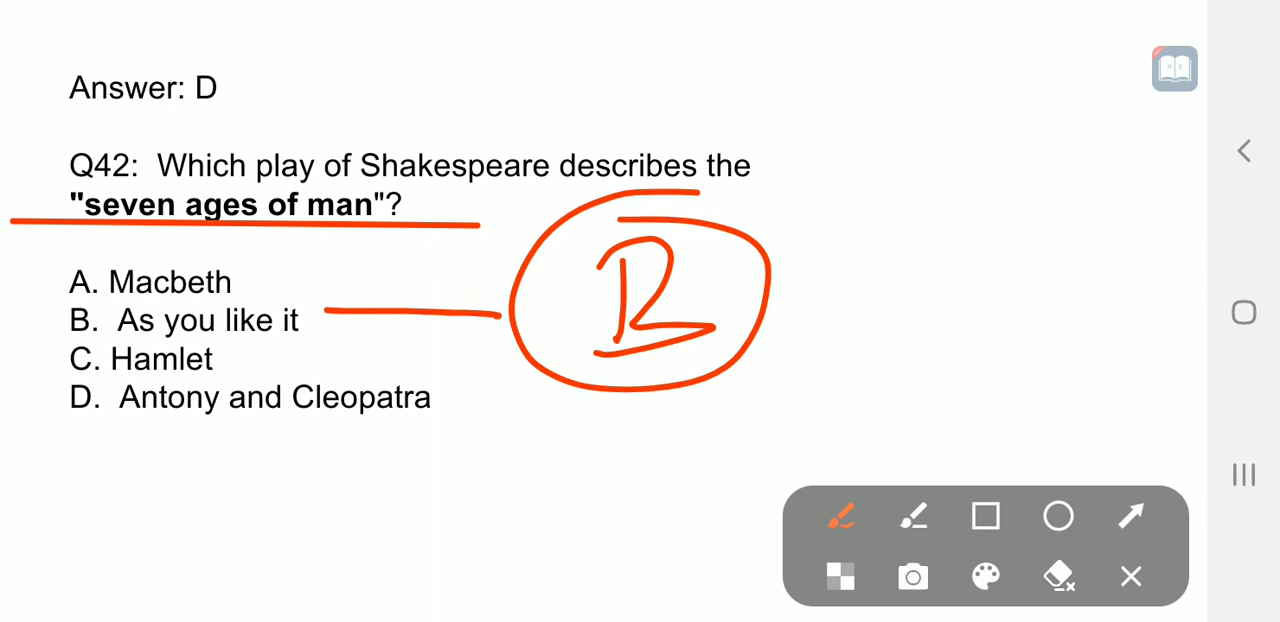 Answer: D
Q42: Which play of Shakespeare describes the
"seven ages of man"?
A. Macbeth
B. As you like it
B
C. Hamlet
D. Antony and Cleopatra